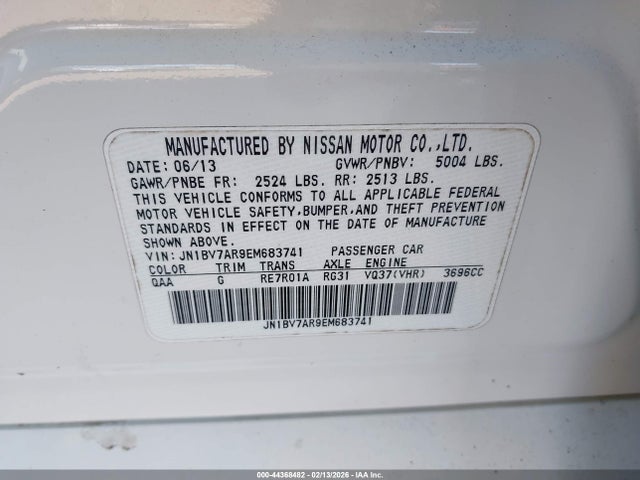 MANUFACTURED BY NISSAN MOTOR CO.,LTD.
DATE: 06/13 GVWR/PNBV: 5004 LBS.
GAWR/PNBE FR: 2524 LBS. RR: 2513 LBS.
THIS VEHICLE CONFORMS TO ALL APPLICABLE FEDERAL
MOTOR VEHICLE SAFETY,BUMPER,AND THEFT PREVENTION
STANDARDS IN EFFECT ON THE DATE OF MANUFACTURE
SHOWN ABOVE.
VIN: JN1BV7AR9EM683741 PASSENGER CAR
COLOR TRIM TRANS AXLE ENGINE
QAA G RE7R01A RG31 VQ37(VHR) 3696CC
JN1BV7AR9EM683741
000-44368482 - 02/13/2026 - IAA Inc.